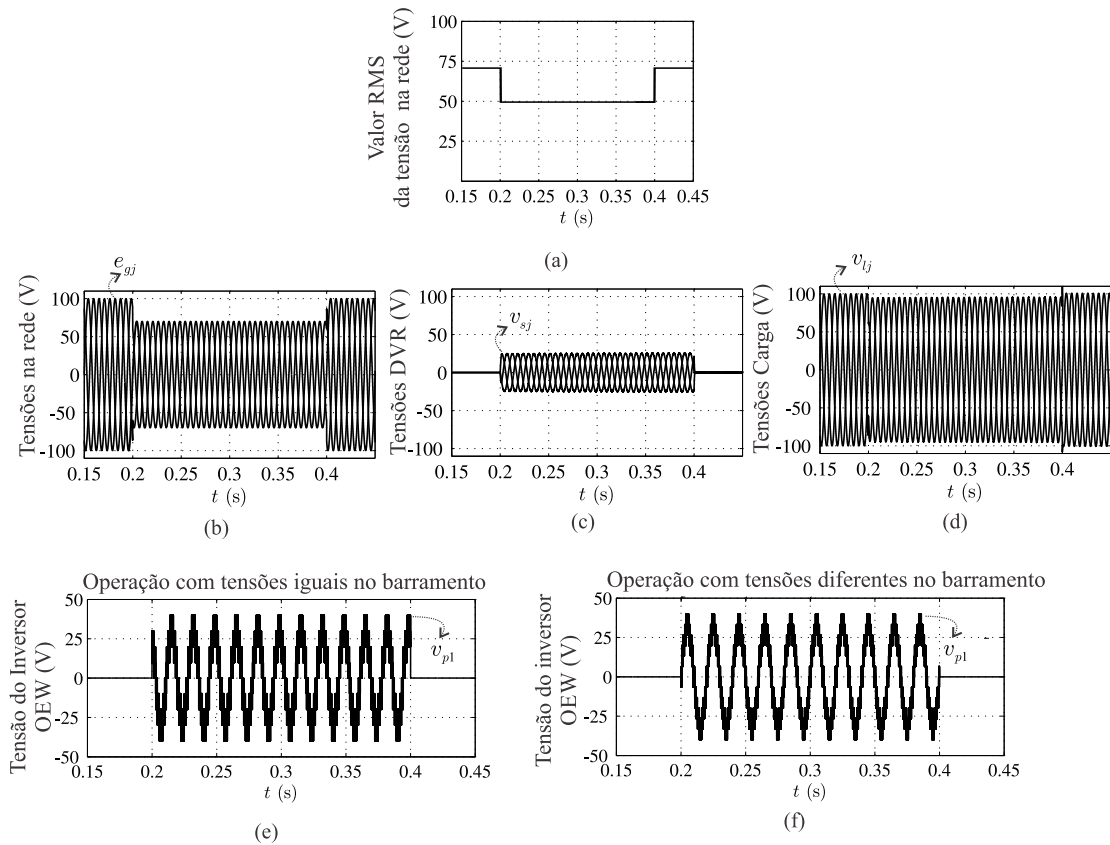 Valor RMS
da tensão na rede (V)
100
75
50
25
0.15 0.2 0.25 0.3 0.35 0.4 0.45
t (s)
(a)
Tensões na rede (V)
100
50
0
-50
-100
e_gj
0.15 0.2 0.25 0.3 0.35 0.4
t (s)
(b)
Tensões DVR (V)
100
50
0
-50
-100
v_sj
0.15 0.2 0.25 0.3 0.35 0.4
t (s)
(c)
Tensões Carga (V)
100
50
0
-50
-100
v_lj
0.15 0.2 0.25 0.3 0.35 0.4
t (s)
(d)
Operação com tensões iguais no barramento
Tensão do Inversor
OEW (V)
50
25
0
-25
-50
v_p1
0.15 0.2 0.25 0.3 0.35 0.4 0.45
t (s)
(e)
Operação com tensões diferentes no barramento
Tensão do inversor
OEW (V)
50
25
0
-25
-50
v_p1
0.15 0.2 0.25 0.3 0.35 0.4 0.45
t (s)
(f)